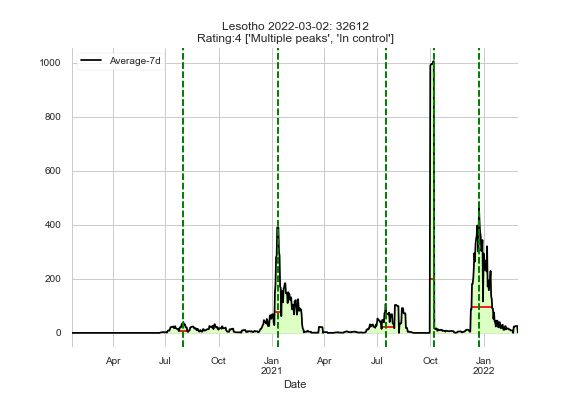 Lesotho 2022-03-02: 32612
Rating:4 ['Multiple peaks', 'In control']
Average-7d
1000
800
600
400
200
0
Apr
Jul
Oct
Jan
2021
Apr
Jul
Oct
Jan
2022
Date